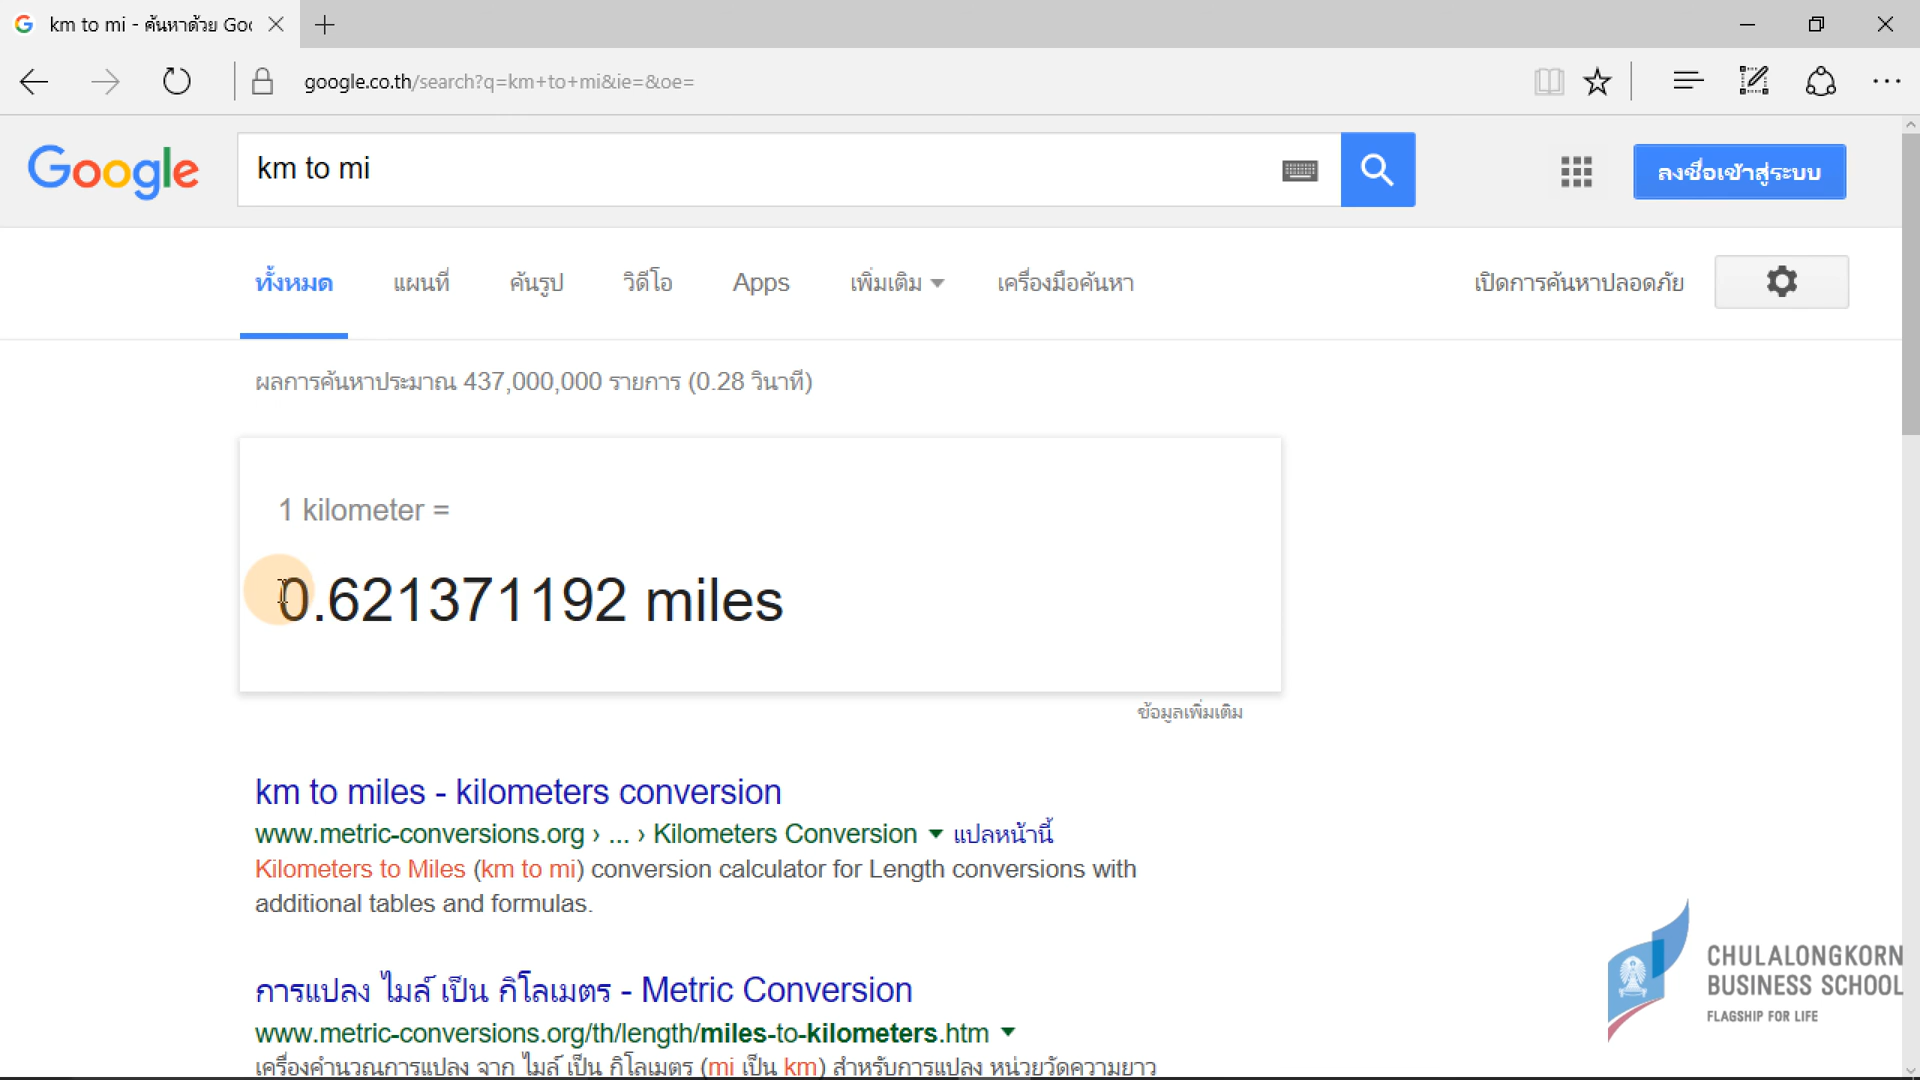 km to mi - ค้นหาด้วย Goo
google.co.th/search?q=km+to+mi&ie=&oe=
Google
km to mi
ลงชื่อเข้าสู่ระบบ
ทั้งหมด แผนที่ ค้นรูป วิดีโอ Apps เพิ่มเติม เครื่องมือค้นหา เปิดการค้นหาปลอดภัย
ผลการค้นหาประมาณ 437,000,000 รายการ (0.28 วินาที)
1 kilometer =
0.621371192 miles
ข้อมูลเพิ่มเติม
km to miles - kilometers conversion
www.metric-conversions.org › ... › Kilometers Conversion แปลหน้านี้
Kilometers to Miles (km to mi) conversion calculator for Length conversions with
additional tables and formulas.
การแปลง ไมล์ เป็น กิโลเมตร - Metric Conversion
www.metric-conversions.org/th/length/miles-to-kilometers.htm
เครื่องคำนวณการแปลง จาก ไมล์ เป็น กิโลเมตร (mi เป็น km) สำหรับการแปลง หน่วยวัดความยาว
CHULALONGKORN
BUSINESS SCHOOL
FLAGSHIP FOR LIFE